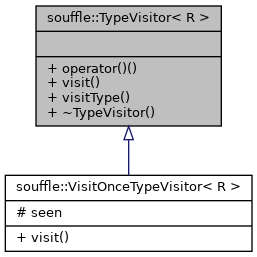 souffle::TypeVisitor< R >
+ operator()()
+ visit()
+ visitType()
+ ~TypeVisitor()
souffle::VisitOnceTypeVisitor< R >
# seen
+ visit()